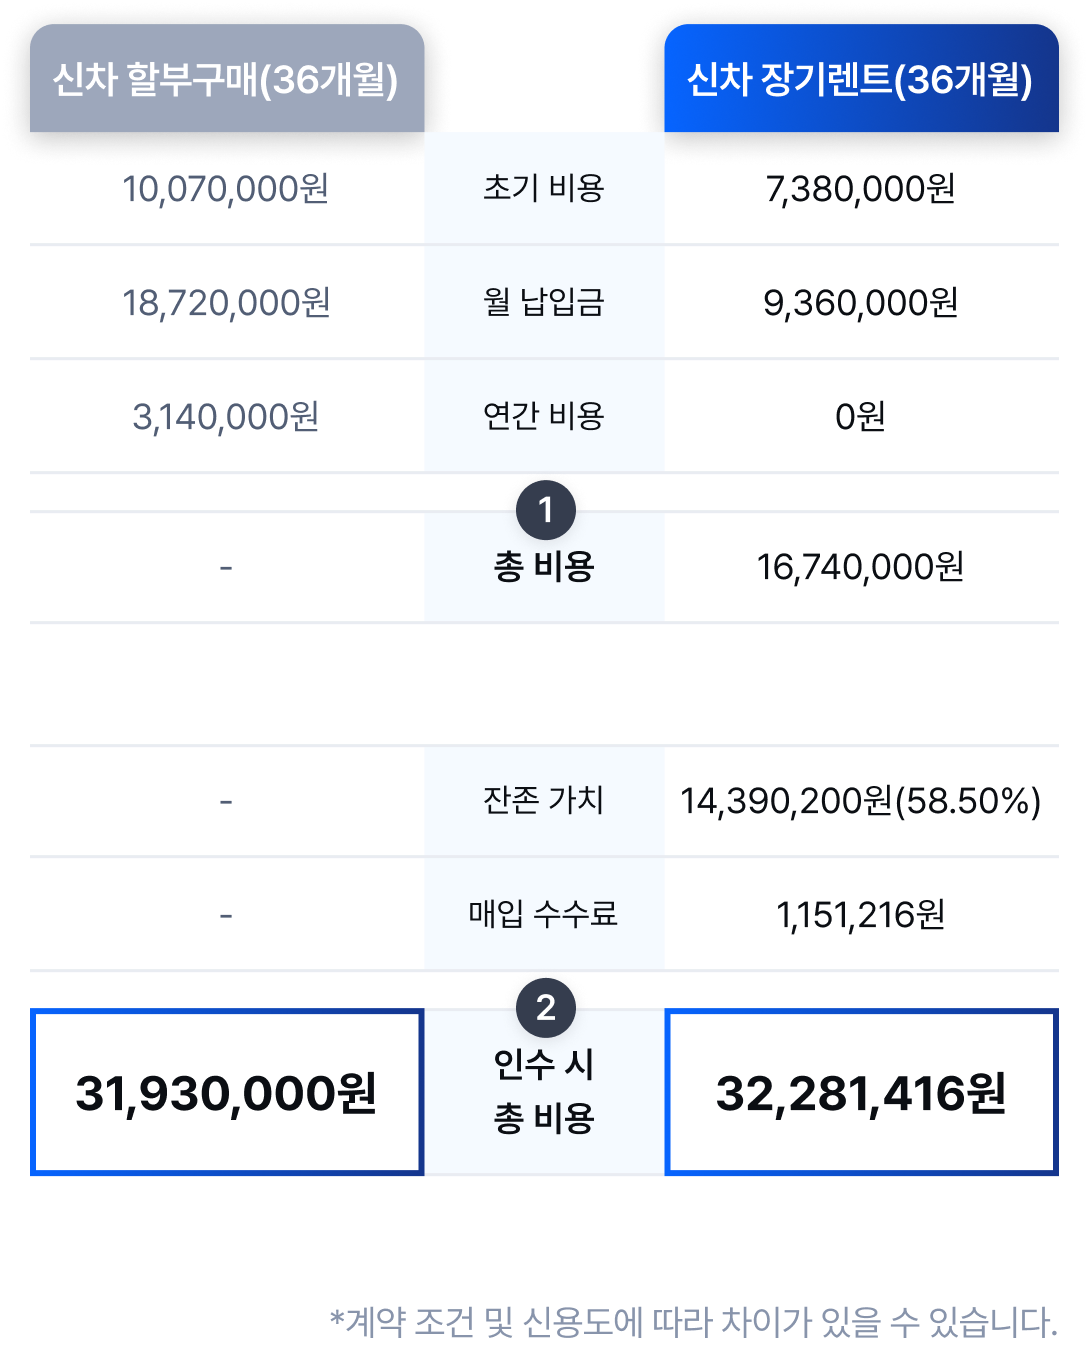 신차 할부구매(36개월)
신차 장기렌트(36개월)
10,070,000원
초기 비용
7,380,000원
18,720,000원
월 납입금
9,360,000원
3,140,000원
연간 비용
0원
1
-
총 비용
16,740,000원
-
잔존 가치
14,390,200원(58.50%)
-
매입 수수료
1,151,216원
2
31,930,000원
인수 시
총 비용
32,281,416원
*계약 조건 및 신용도에 따라 차이가 있을 수 있습니다.